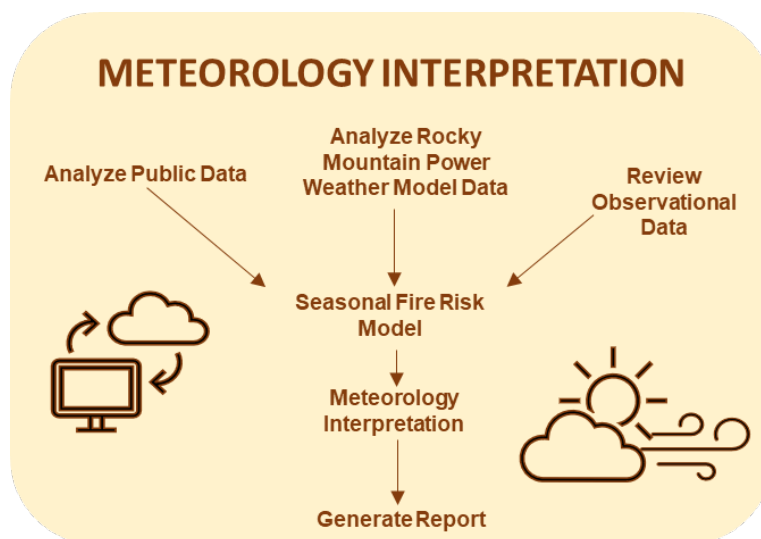 METEOROLOGY INTERPRETATION
Analyze Public Data
Analyze Rocky
Mountain Power
Weather Model Data
Review
Observational
Data
Seasonal Fire Risk
Model
Meteorology
Interpretation
Generate Report